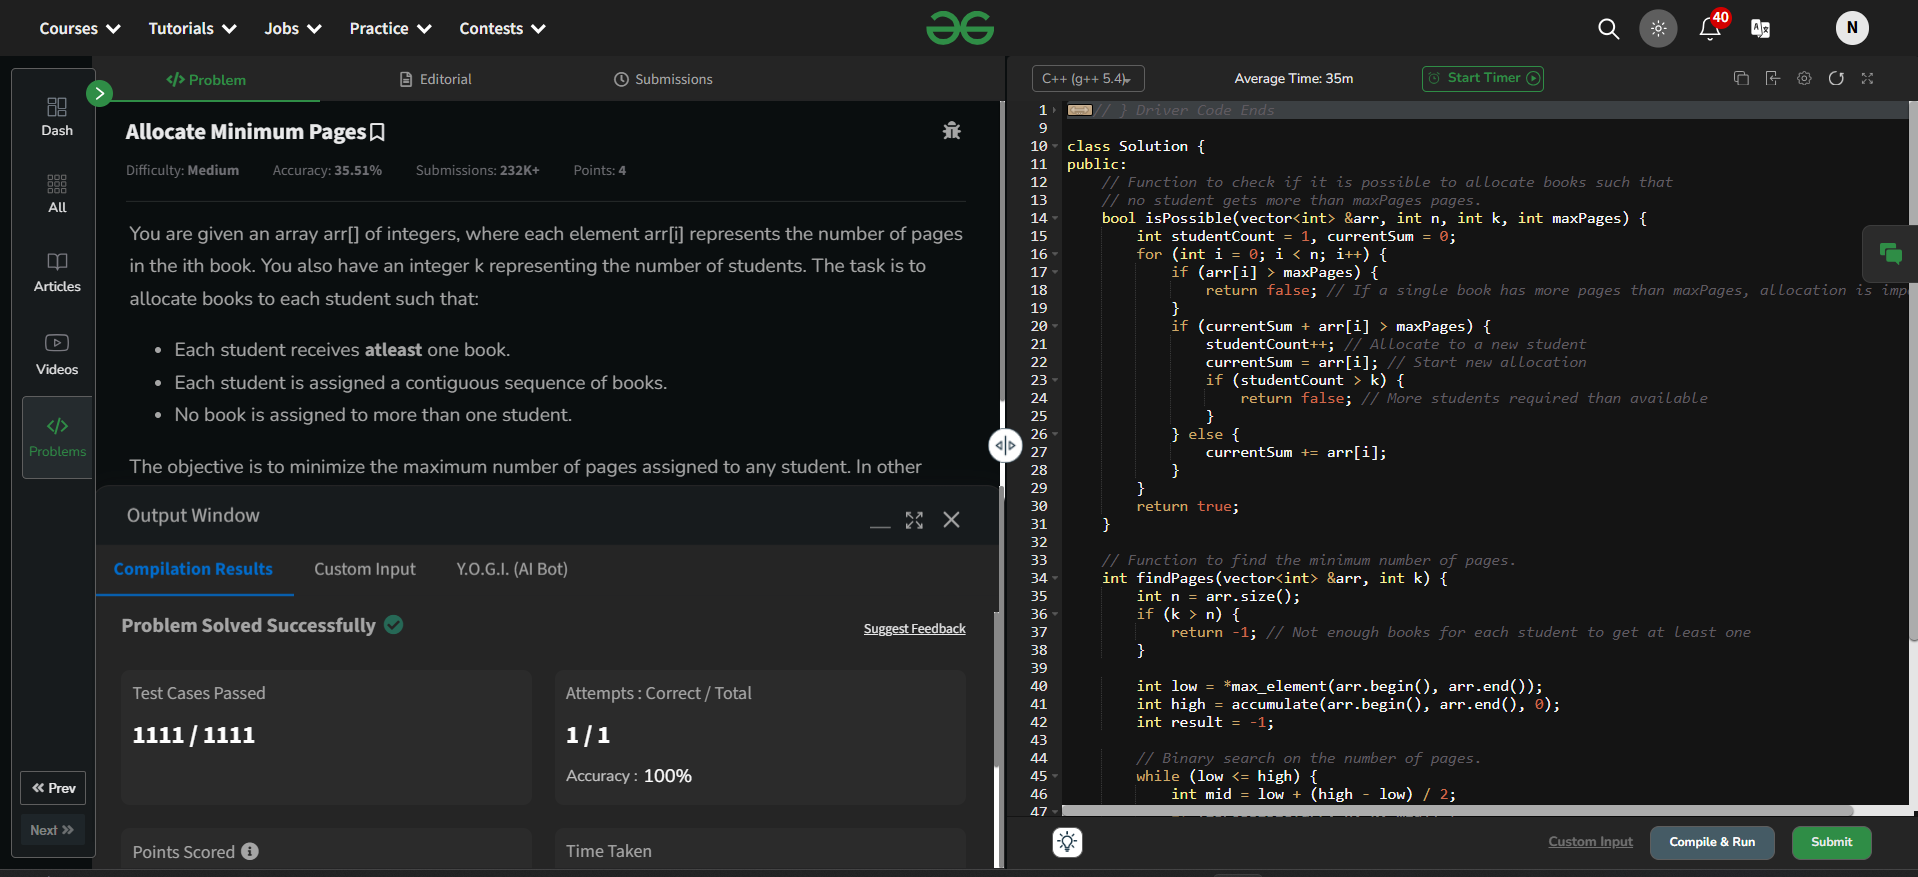 Courses
Tutorials
Jobs
Practice
Contests
40
N
Dash
All
Articles
Videos
Problems
Prev
Next
Problem
Editorial
Submissions
Allocate Minimum Pages
Difficulty: Medium Accuracy: 35.51% Submissions: 232K+ Points: 4
You are given an array arr[] of integers, where each element arr[i] represents the number of pages
in the ith book. You also have an integer k representing the number of students. The task is to
allocate books to each student such that:
• Each student receives atleast one book.
• Each student is assigned a contiguous sequence of books.
• No book is assigned to more than one student.
The objective is to minimize the maximum number of pages assigned to any student. In other
Output Window
Compilation Results Custom Input Y.O.G.I. (AI Bot)
Problem Solved Successfully
Suggest Feedback
Test Cases Passed
1111 / 1111
Attempts : Correct / Total
1 / 1
Accuracy : 100%
Points Scored
Time Taken
C++ (g++ 5.4)
Average Time: 35m
Start Timer
1 // } Driver Code Ends
9
10 class Solution {
11 public:
12 // Function to check if it is possible to allocate books such that
13 // no student gets more than maxPages pages.
14 bool isPossible(vector<int> &arr, int n, int k, int maxPages) {
15 int studentCount = 1, currentSum = 0;
16 for (int i = 0; i < n; i++) {
17 if (arr[i] > maxPages) {
18 return false; // If a single book has more pages than maxPages, allocation is imp
19 }
20 if (currentSum + arr[i] > maxPages) {
21 studentCount++; // Allocate to a new student
22 currentSum = arr[i]; // Start new allocation
23 if (studentCount > k) {
24 return false; // More students required than available
25 }
26 } else {
27 currentSum += arr[i];
28 }
29 }
30 return true;
31 }
32
33 // Function to find the minimum number of pages.
34 int findPages(vector<int> &arr, int k) {
35 int n = arr.size();
36 if (k > n) {
37 return -1; // Not enough books for each student to get at least one
38 }
39
40 int low = *max_element(arr.begin(), arr.end());
41 int high = accumulate(arr.begin(), arr.end(), 0);
42 int result = -1;
43
44 // Binary search on the number of pages.
45 while (low <= high) {
46 int mid = low + (high - low) / 2;
47
Custom Input
Compile & Run
Submit